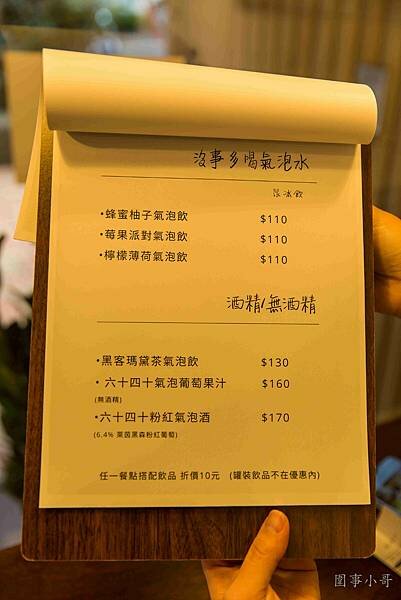 沒事多喝氣泡水
限冰飲
•蜂蜜柚子氣泡飲 $110
•莓果派對氣泡飲 $110
•檸檬薄荷氣泡飲 $110
酒精/無酒精
•黑客瑪黛茶氣泡飲 $130
• 六十四十氣泡葡萄果汁 $160
(無酒精)
•六十四十粉紅氣泡酒 $170
(6.4% 萊茵黑森粉紅葡萄)
任一餐點搭配飲品 折價10元 (罐裝飲品不在優惠內)
圍事小哥